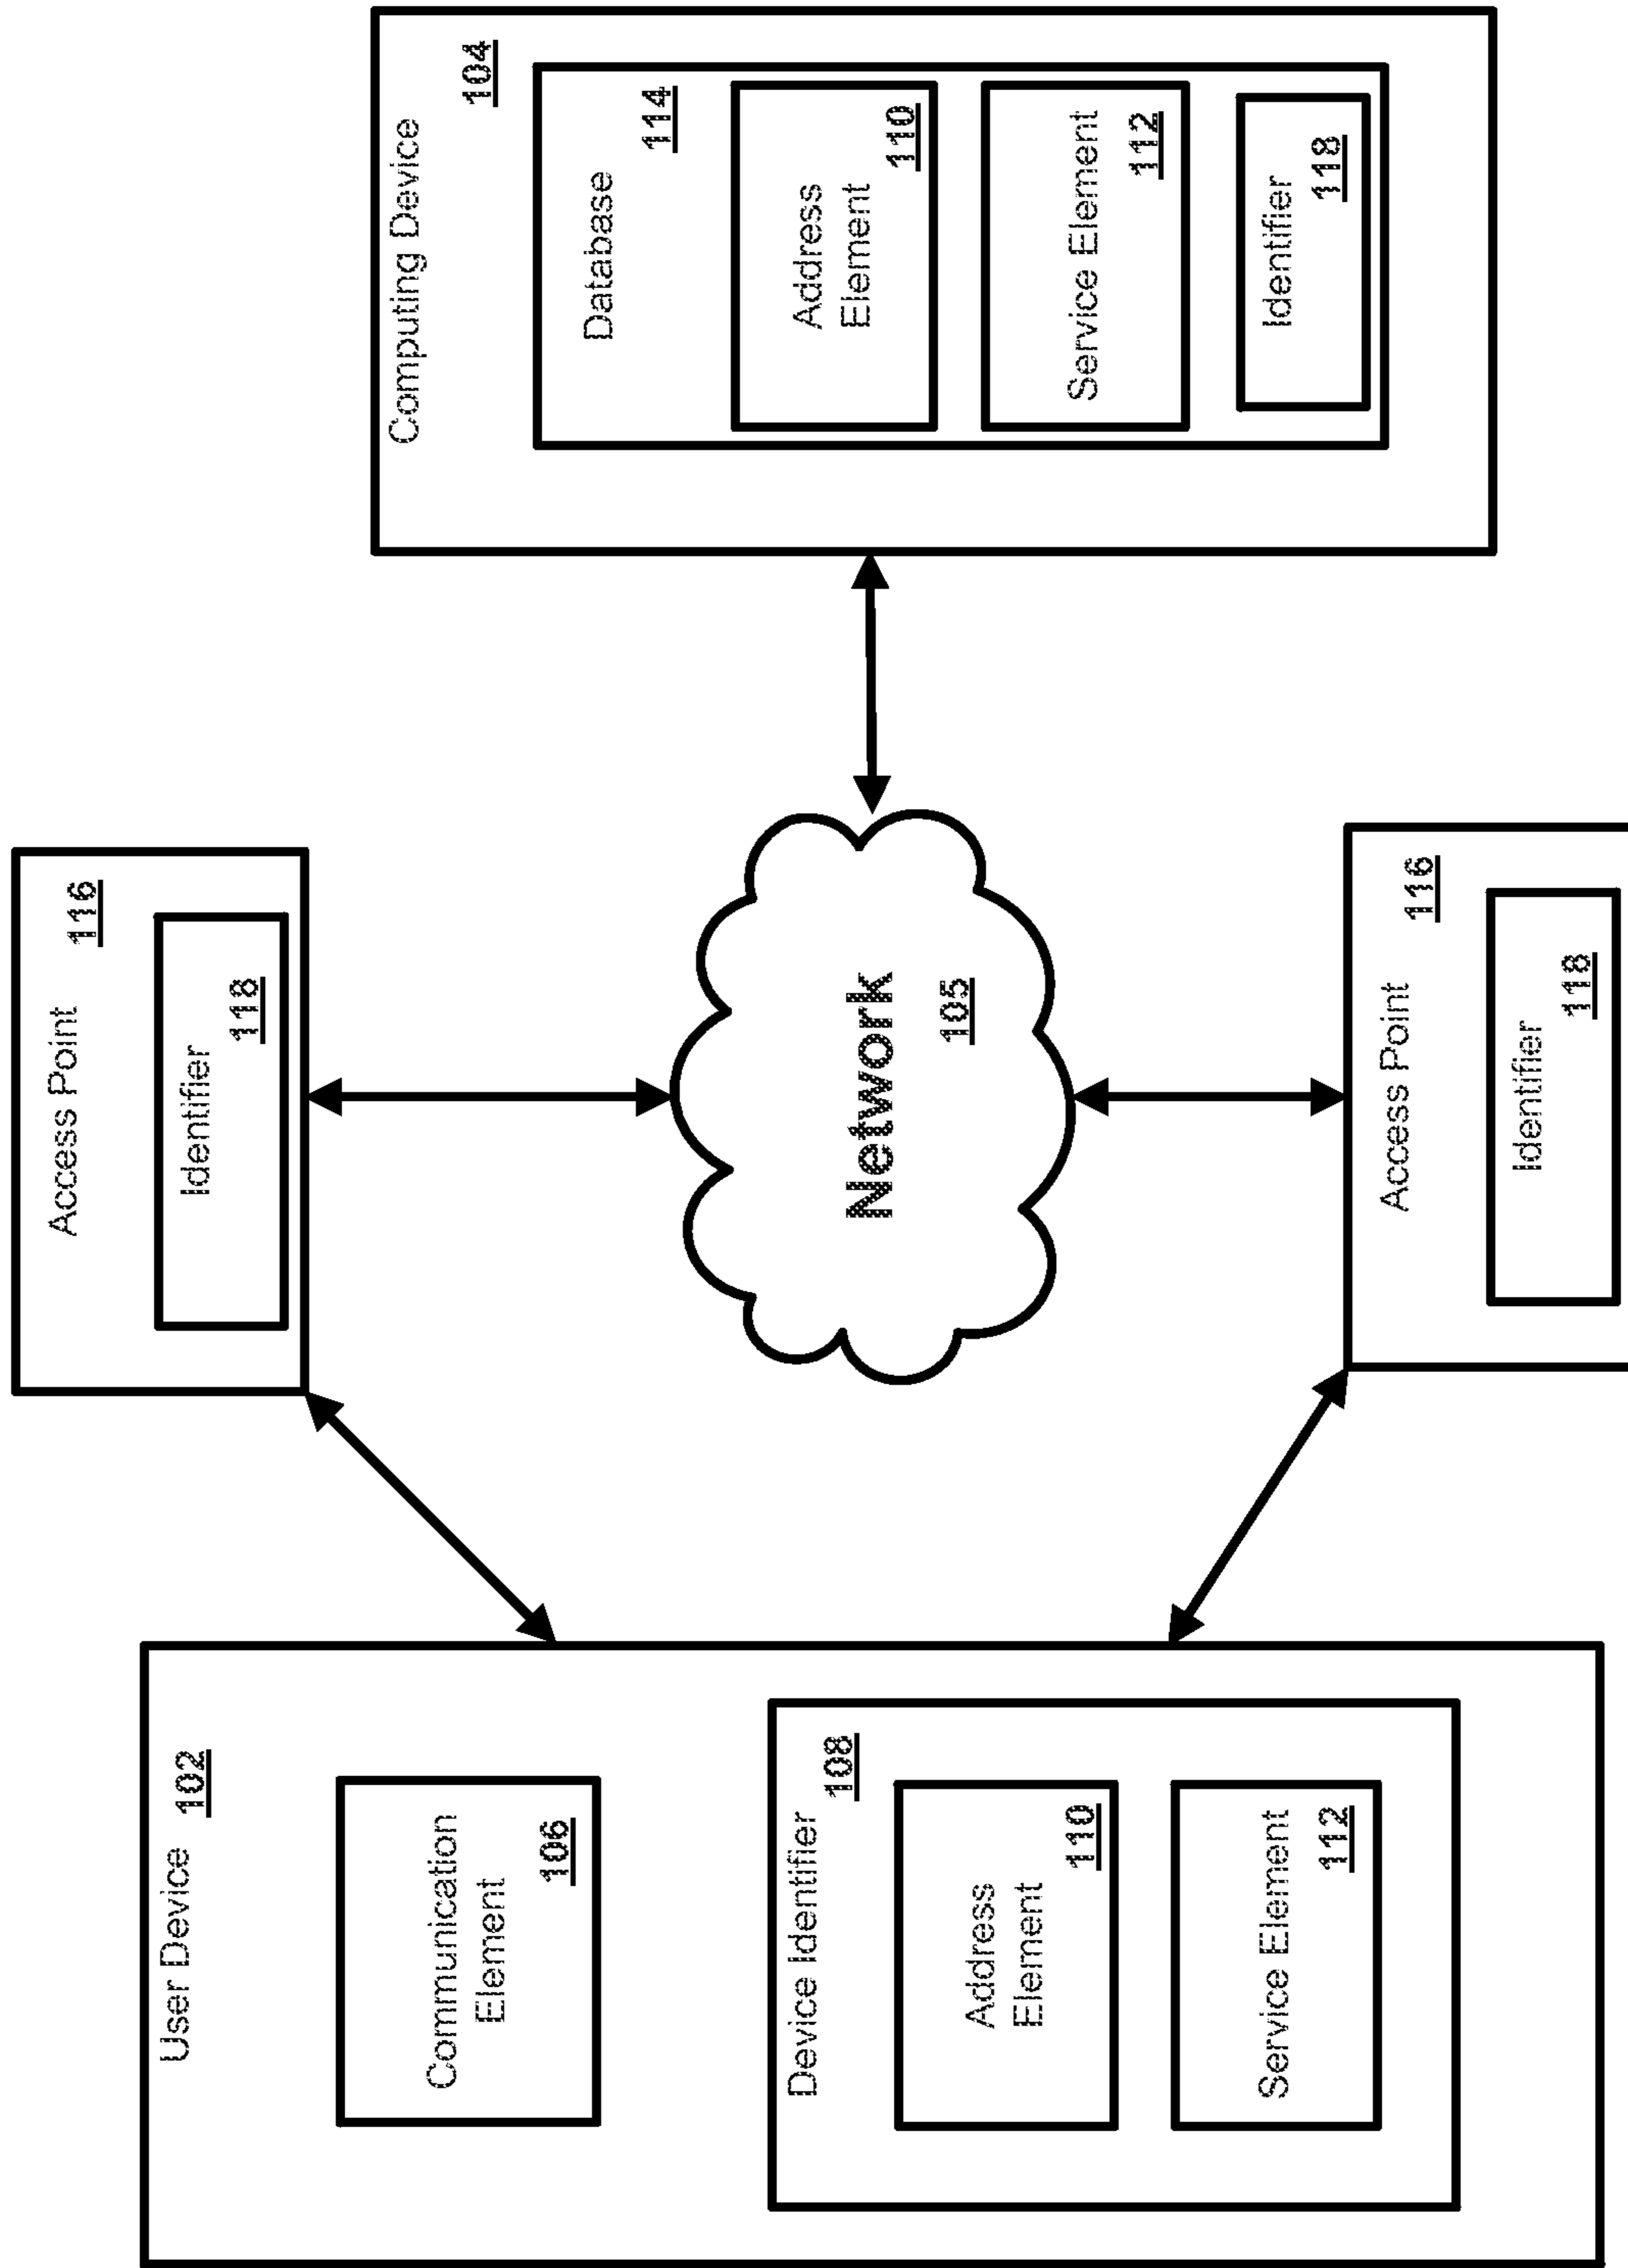 User Device
102
Communication
Element
106
Device Identifier
108
Address
Element
110
Service Element
112
Access Point
116
Identifier
118
Network
105
Access Point
116
Identifier
118
Computing Device
104
Database
114
Address
Element
110
Service Element
112
Identifier
118